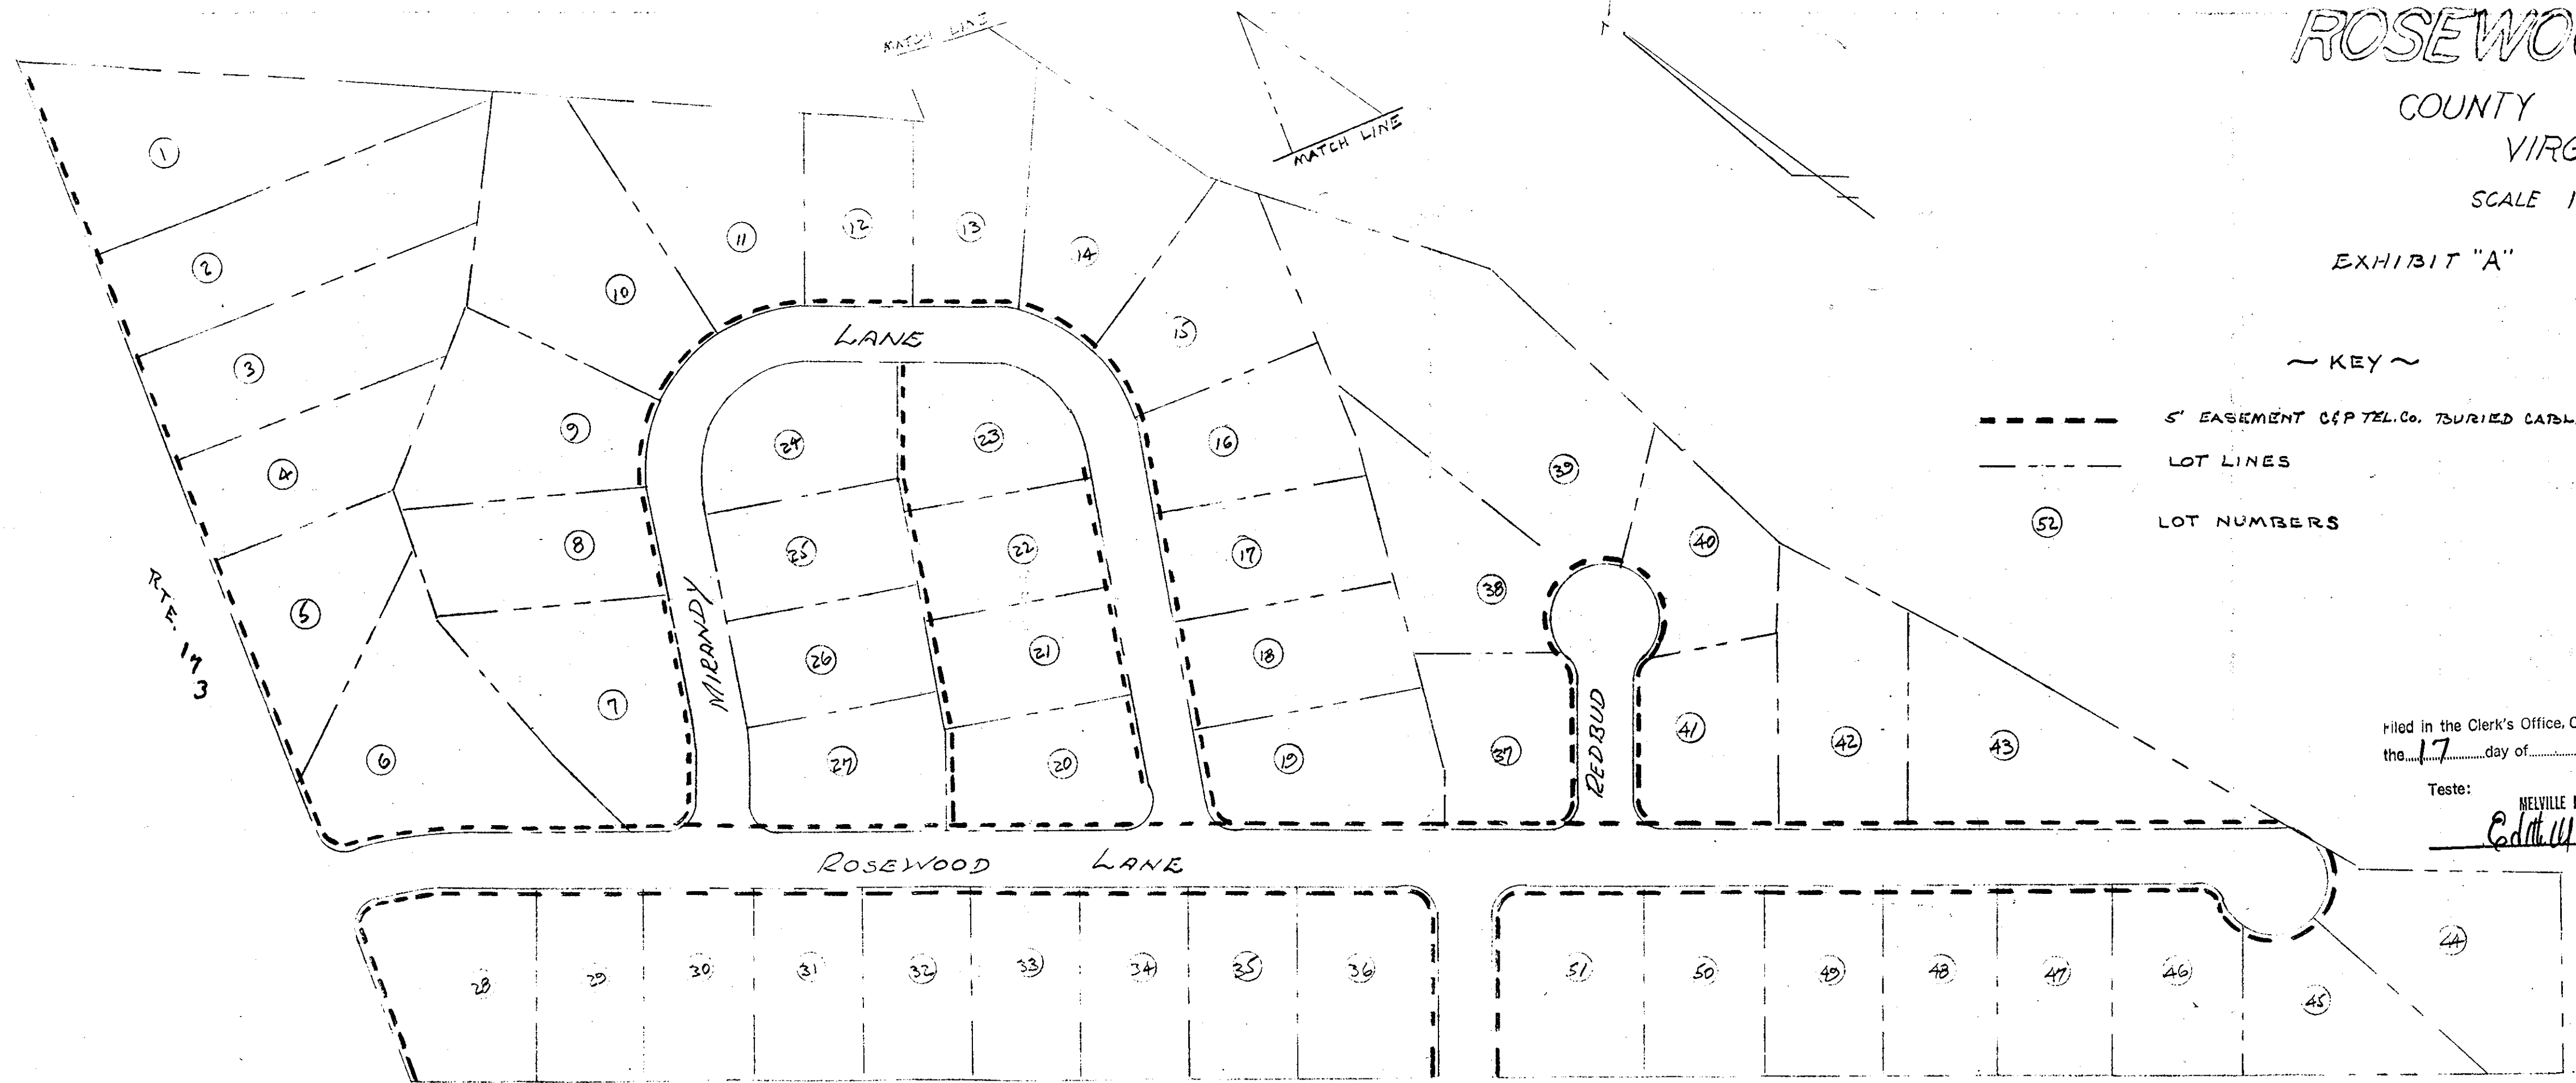 MATCH LINE
MATCH LINE
COUNTY
SCALE
EXHIBIT "A"
~ KEY ~
5' EASEMENT C&P TEL. CO. BURIED
LOT LINES
52 LOT NUMBERS
RTE. 173
LANE
MIRANDY
REDBUD
ROSEWOOD LANE
1
2
3
4
5
6
7
8
9
10
11
12
13
14
15
16
17
18
19
20
21
22
23
24
25
26
27
28 29 30 31 32 33 34 35 36
37
38
39
40
41
42
43
44
45
51 50 49 48 47 46
Filed in the Clerk's Office,
the 17 day of
Teste:
MELVILLE